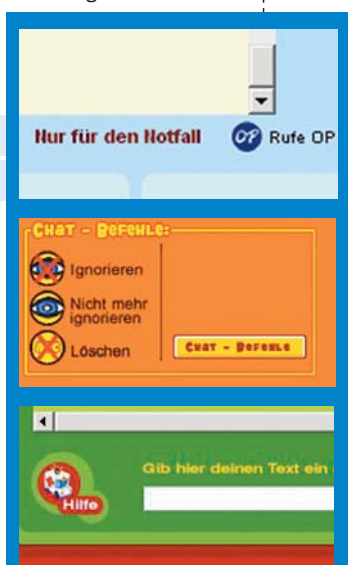 Nur für den Notfall OP Rufe OP
Chat - Befehle:
Ignorieren
Nicht mehr
ignorieren
Löschen
Chat - Befehle
Gib hier deinen Text ein
Hilfe